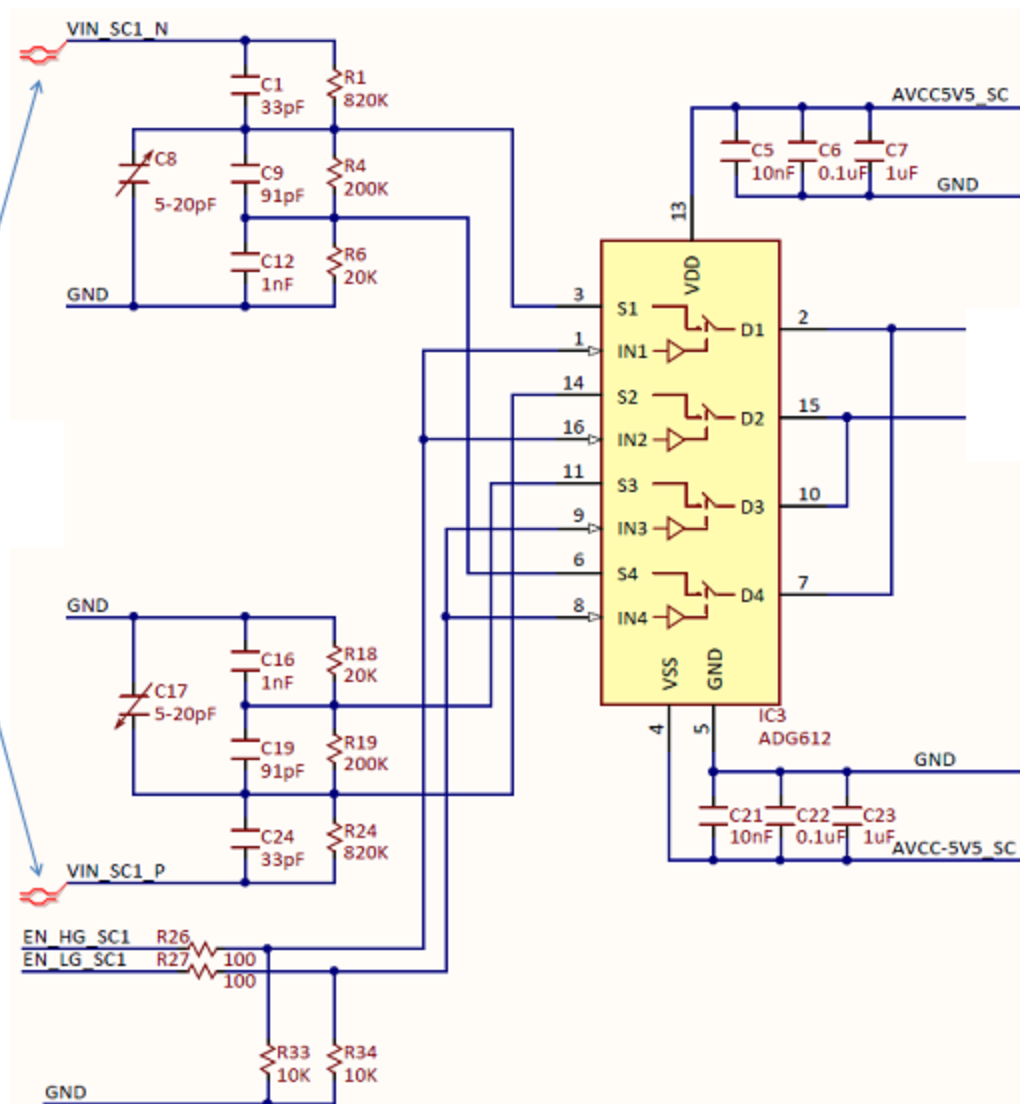 VIN_SC1_N
C1
33pF
R1
820K
C8
5-20pF
C9
91pF
R4
200K
C12
1nF
R6
20K
GND
AVCC5V5_SC
C5
10nF
C6
0.1uF
C7
1uF
GND
13
VDD
3
S1
D1
2
1
IN1
14
S2
D2
15
16
IN2
11
S3
D3
10
9
IN3
6
S4
D4
7
8
IN4
VSS
GND
4
5
IC3
ADG612
GND
C21
10nF
C22
0.1uF
C23
1uF
AVCC-5V5_SC
GND
C16
1nF
R18
20K
C17
5-20pF
C19
91pF
R19
200K
C24
33pF
R24
820K
VIN_SC1_P
EN_HG_SC1
R26
100
EN_LG_SC1
R27
100
R33
10K
R34
10K
GND